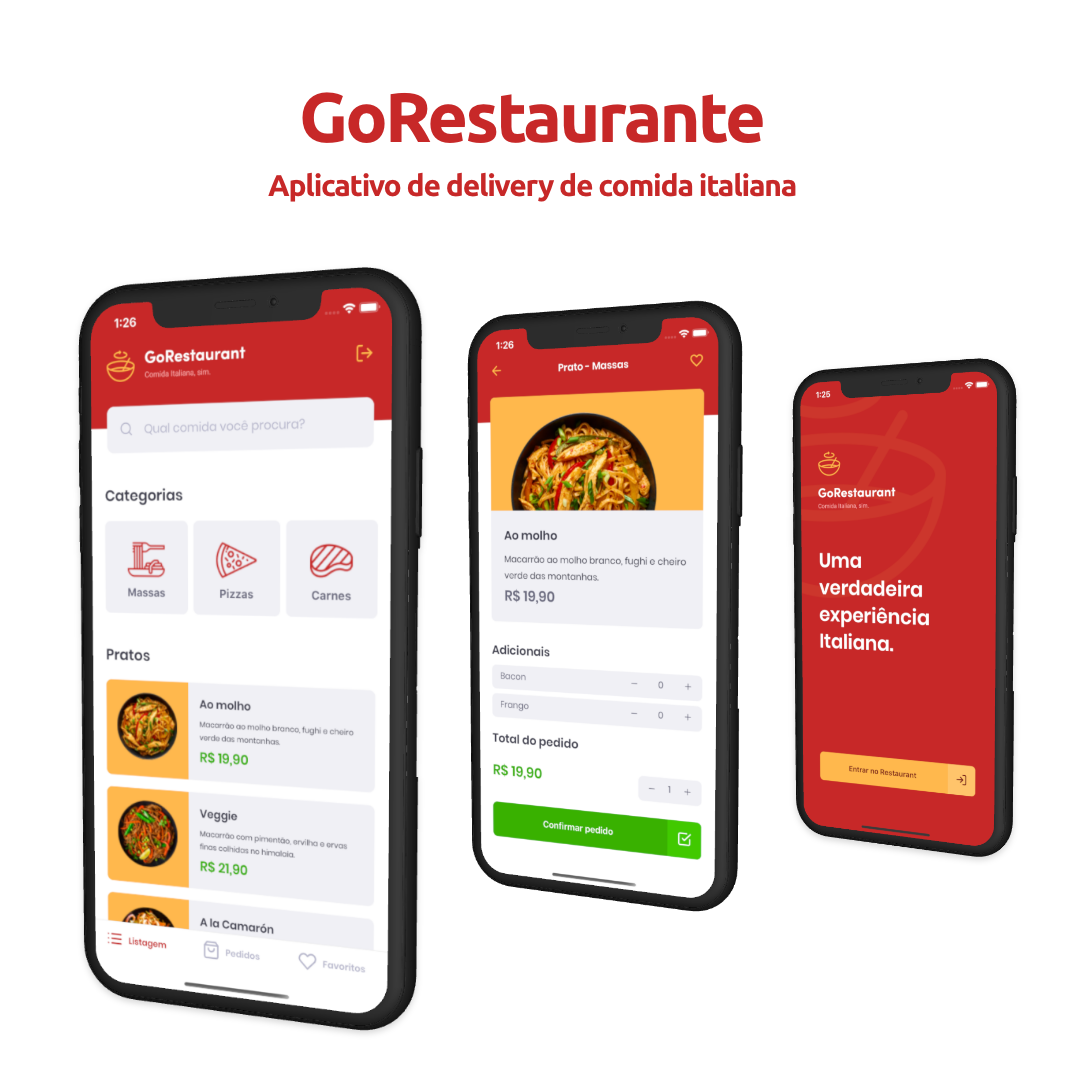 GoRestaurante
Aplicativo de delivery de comida italiana
1:26
GoRestaurant
Comida Italiana, sim.
Qual comida você procura?
Categorias
Massas
Pizzas
Carnes
Pratos
Ao molho
Macarrão ao molho branco, fughi e cheiro
verde das montanhas.
R$ 19,90
Veggie
Macarrão com pimentão, ervilha e ervas
finas colhidas no himalaia.
R$ 21,90
A la Camarón
Listagem
Pedidos
Favoritos
1:26
Prato - Massas
Ao molho
Macarrão ao molho branco, fughi e cheiro
verde das montanhas.
R$ 19,90
Adicionais
Bacon
− 0 +
Frango
− 0 +
Total do pedido
R$ 19,90
− 1 +
Confirmar pedido
1:25
GoRestaurant
Comida Italiana, sim.
Uma
verdadeira
experiência
Italiana.
Entrar no Restaurant